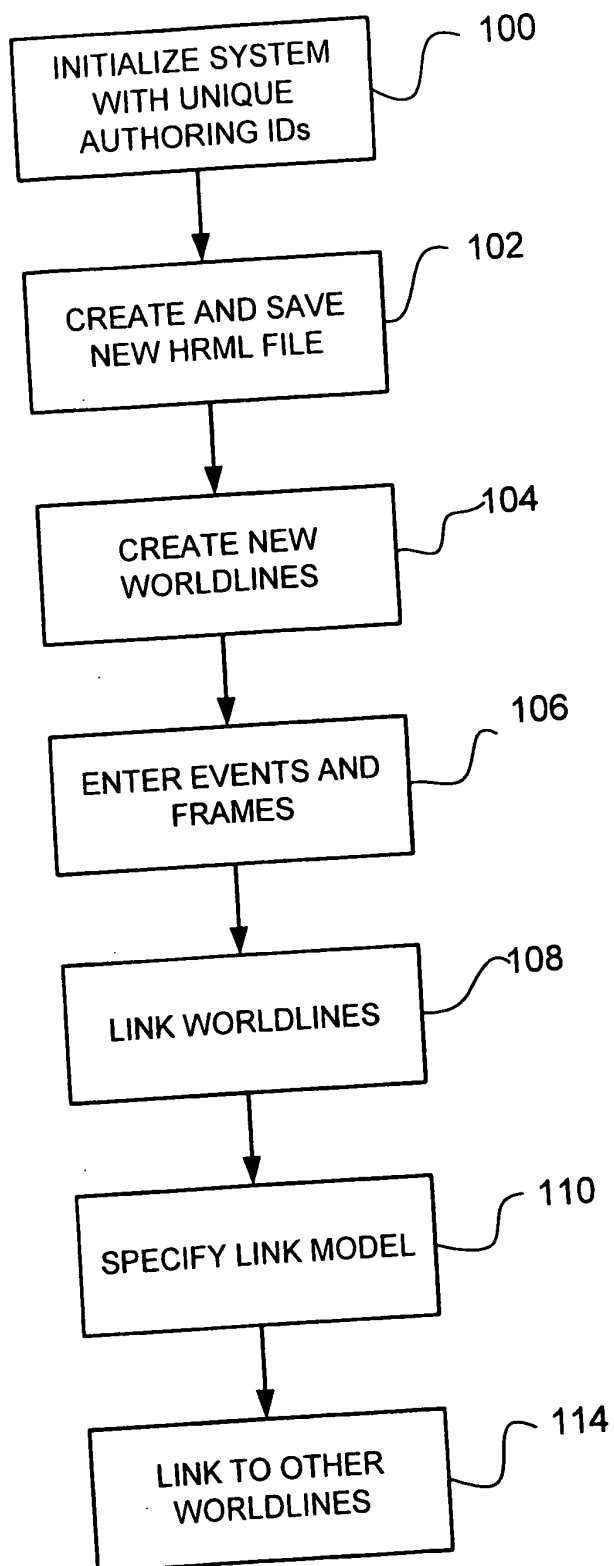 INITIALIZE SYSTEM
WITH UNIQUE
AUTHORING IDs
100
CREATE AND SAVE
NEW HRML FILE
102
CREATE NEW
WORLDLINES
104
ENTER EVENTS AND
FRAMES
106
LINK WORLDLINES
108
SPECIFY LINK MODEL
110
LINK TO OTHER
WORLDLINES
114